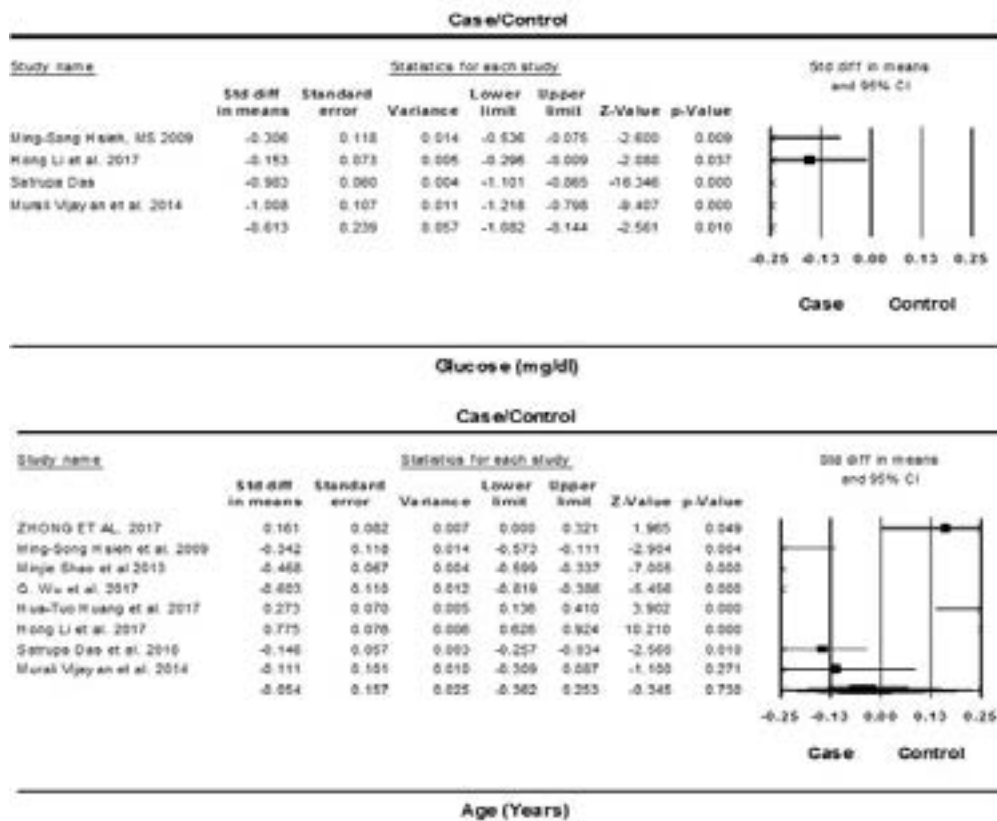 Case/Control
Study name Statistics for each study Std diff in means and 95% CI
Std diff in means Standard error Variance Lower limit Upper limit Z-Value p-Value
Ming-Song Hsieh, MS 2009 -0.306 0.118 0.014 -0.536 -0.075 -2.600 0.009
Hong Li et al. 2017 -0.153 0.073 0.005 -0.296 -0.009 -2.080 0.037
Satrupa Das -0.983 0.060 0.004 -1.101 -0.865 -16.346 0.000
Murali Vijayan et al. 2014 -1.008 0.107 0.011 -1.218 -0.798 -9.407 0.000
-0.613 0.239 0.057 -1.082 -0.144 -2.561 0.010
-0.25 -0.13 0.00 0.13 0.25
Case Control
Glucose (mg/dl)
Case/Control
Study name Statistics for each study Std diff in means and 95% CI
Std diff in means Standard error Variance Lower limit Upper limit Z-Value p-Value
ZHONG ET AL, 2017 0.161 0.082 0.007 0.000 0.321 1.965 0.049
Ming-Song Hsieh et al. 2009 -0.342 0.118 0.014 -0.573 -0.111 -2.904 0.004
Minjie Shao et al 2013 -0.468 0.067 0.004 -0.599 -0.337 -7.005 0.000
G. Wu et al. 2017 -0.603 0.110 0.012 -0.819 -0.388 0.000
Hua-Tuo Huang et al. 2017 0.273 0.070 0.005 0.136 0.410 3.902 0.000
Hong Li et al. 2017 0.775 0.076 0.006 0.626 0.924 10.210 0.000
Satrupa Das et al. 2016 -0.146 0.057 0.003 -0.257 -0.034 0.010
Murali Vijayan et al. 2014 -0.111 0.101 0.010 -0.309 0.087 -1.100 0.271
-0.054 0.157 0.025 -0.362 0.253 -0.345 0.730
-0.25 -0.13 0.00 0.13 0.25
Case Control
Age (Years)